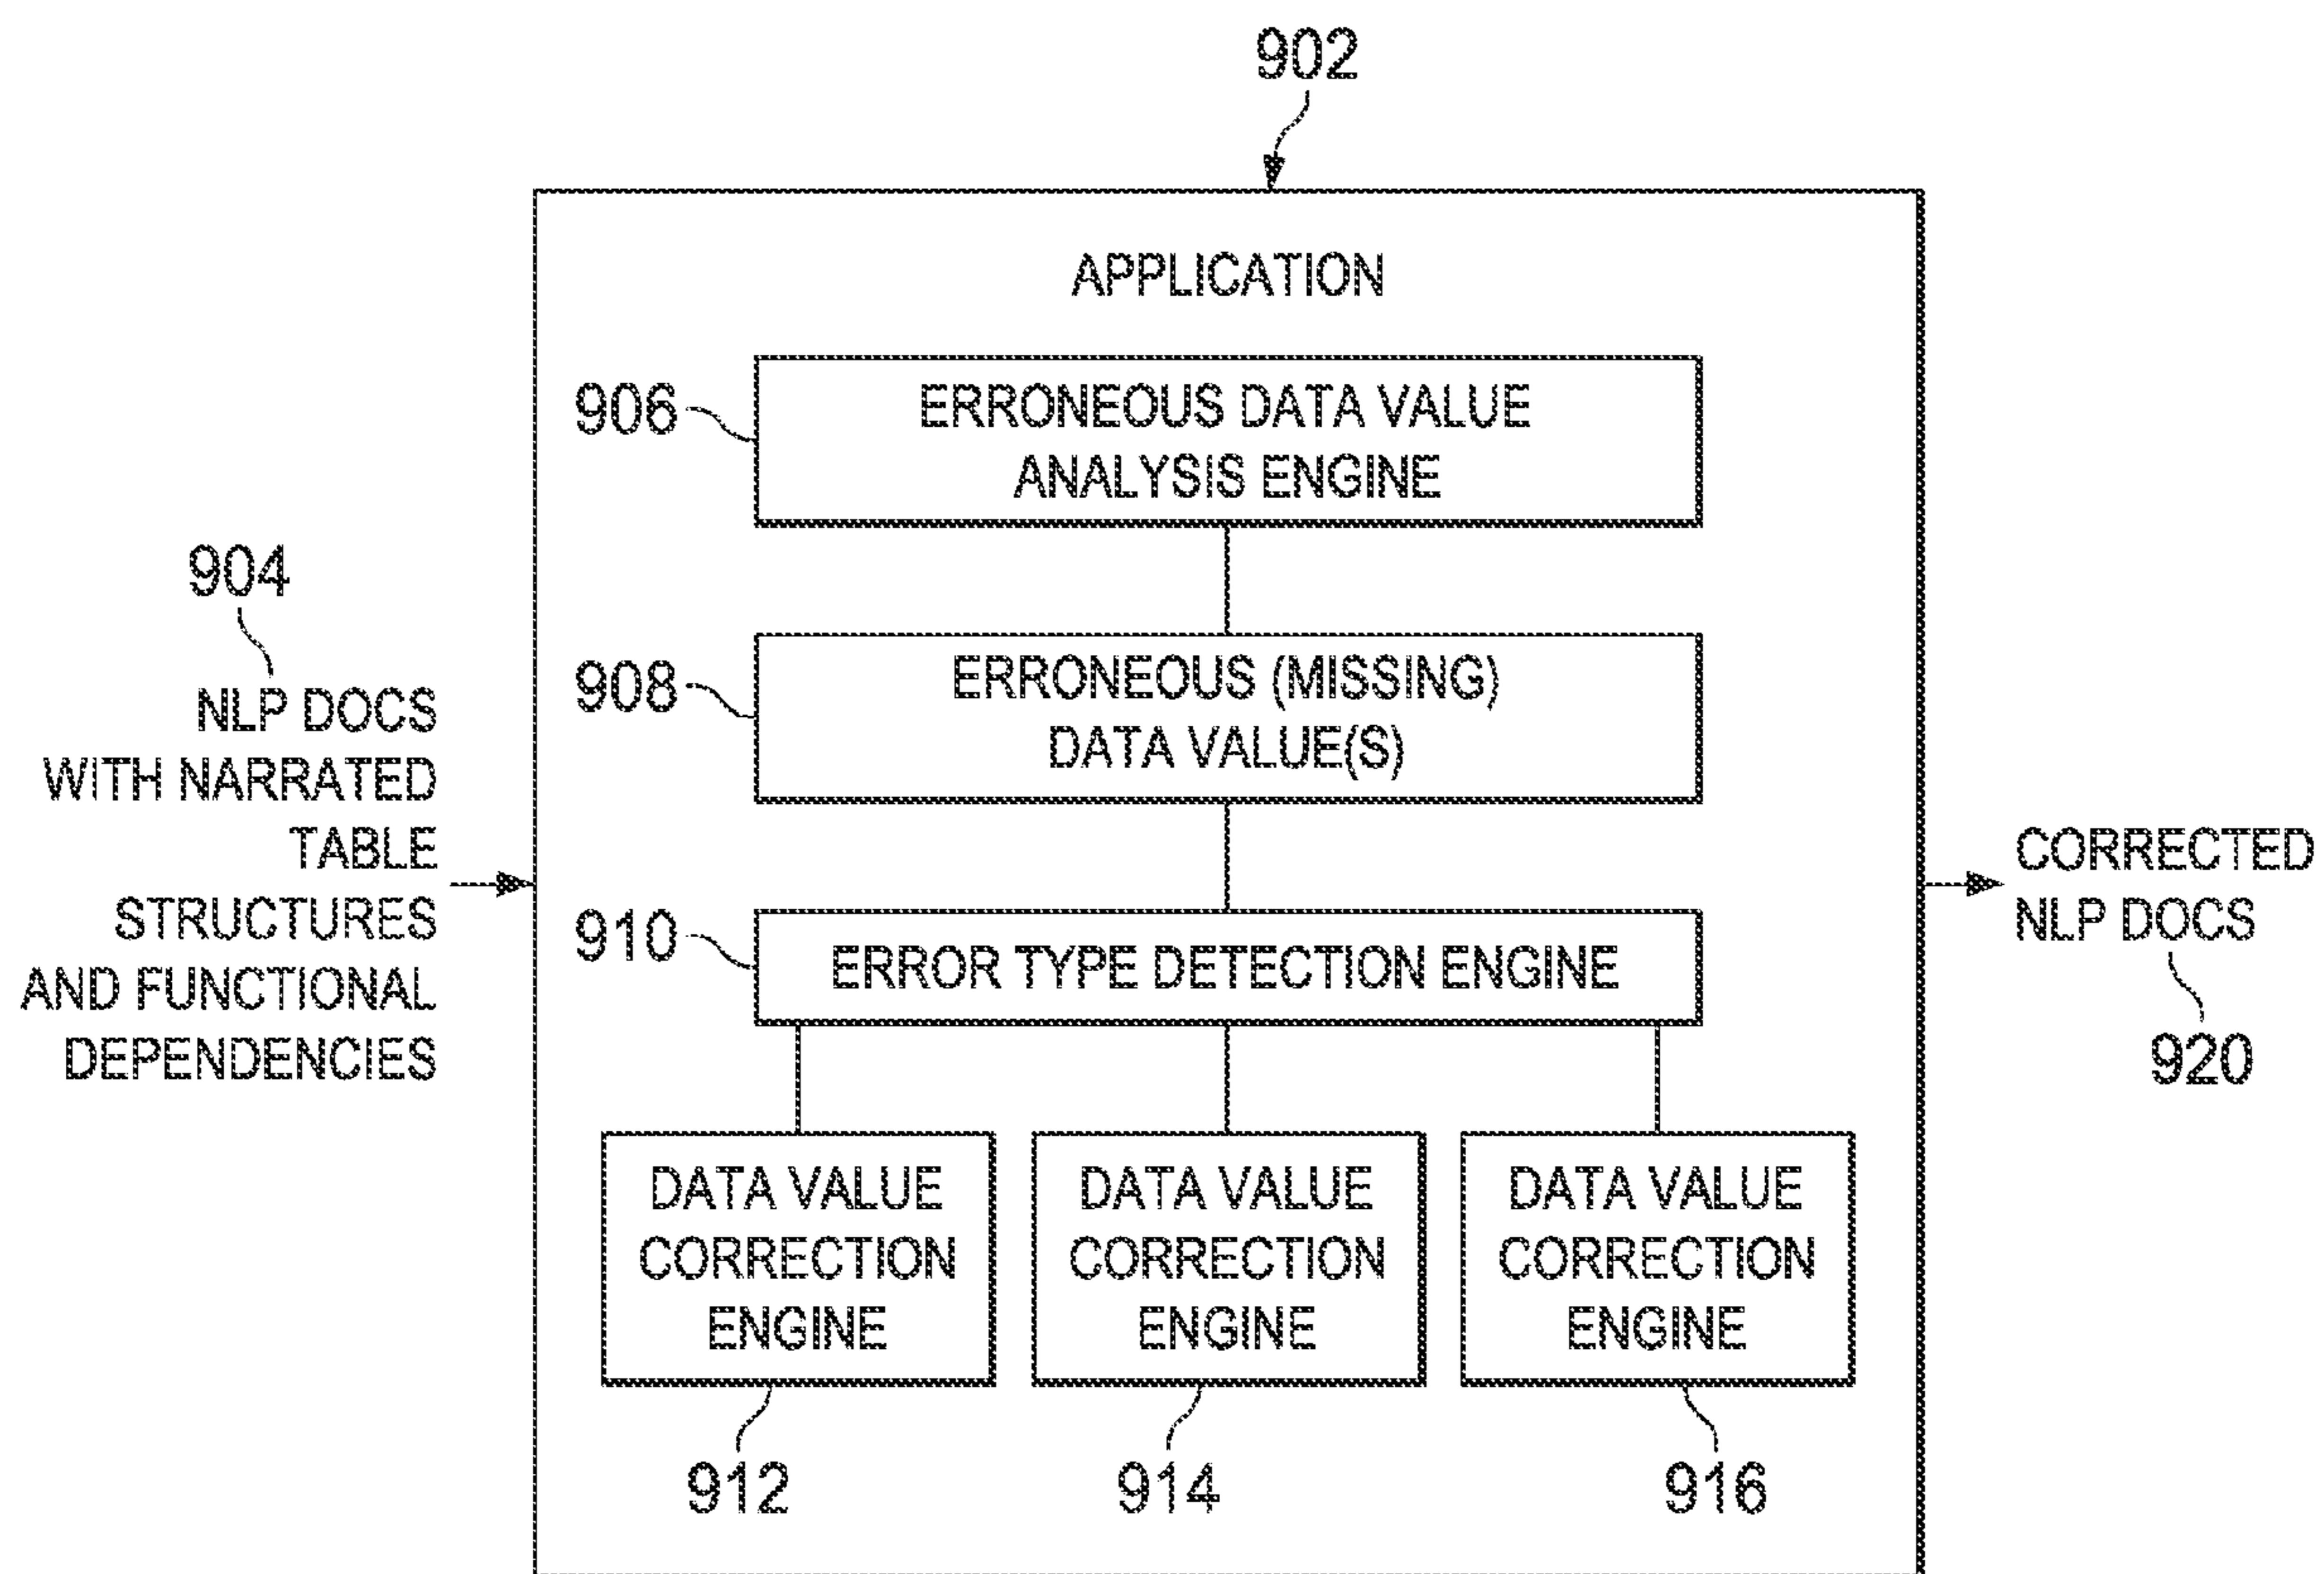 902
APPLICATION
906
ERRONEOUS DATA VALUE
ANALYSIS ENGINE
904
NLP DOCS
WITH NARRATED
TABLE
STRUCTURES
AND FUNCTIONAL
DEPENDENCIES
908
ERRONEOUS (MISSING)
DATA VALUE(S)
910
ERROR TYPE DETECTION ENGINE
CORRECTED
NLP DOCS
920
DATA VALUE
CORRECTION
ENGINE
912
DATA VALUE
CORRECTION
ENGINE
914
DATA VALUE
CORRECTION
ENGINE
916